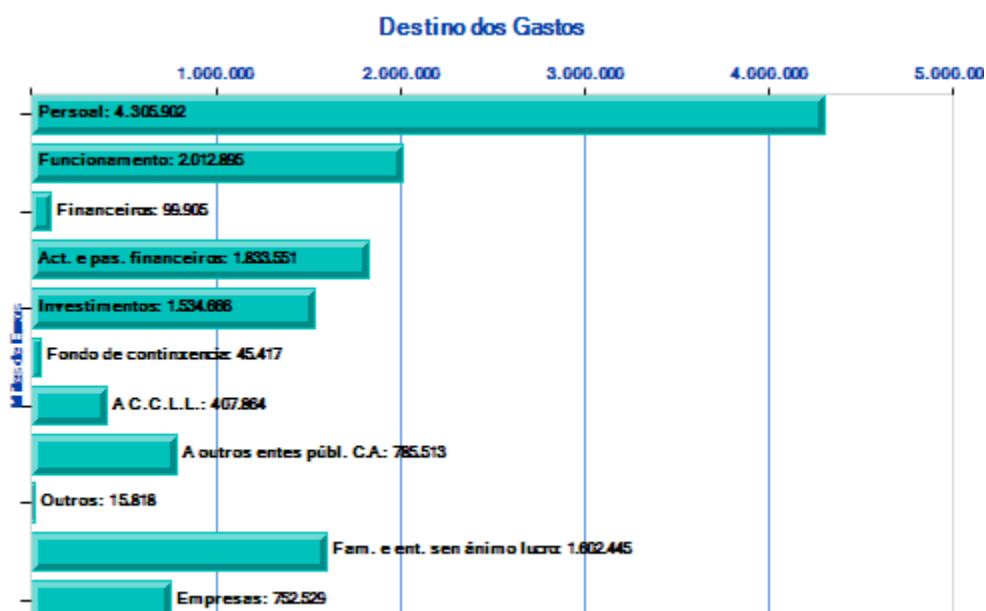 Destino dos Gastos
1.000.000 2.000.000 3.000.000 4.000.000 5.000.00
Persoal: 4.305.902
Funcionamento: 2.012.895
Financeiros: 99.905
Act. e pas. financeiros: 1.833.551
Investimentos: 1.534.666
Fondo de continxencia: 45.417
A C.C.L.L.: 407.864
A outros entes públ. C.A.: 785.513
Outros: 15.818
Fam. e ent. sen ánimo lucro: 1.602.445
Empresas: 752.529
Miles de Euros